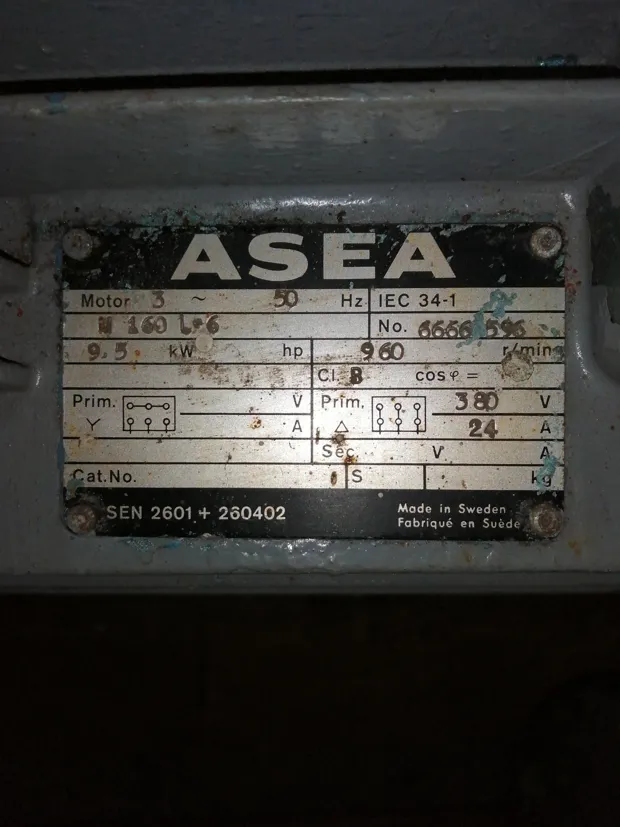 ASEA
Motor 3 ~ 50 Hz IEC 34-1
M 160 L-6 No. 6666 596
9.5 kW hp 960 r/min
Cl. B cos φ =
Prim. V Prim. 380 V
Y A △ 24 A
Sec. V A
Cat.No. S kg
SEN 2601 + 260402 Made in Sweden
Fabriqué en Suède